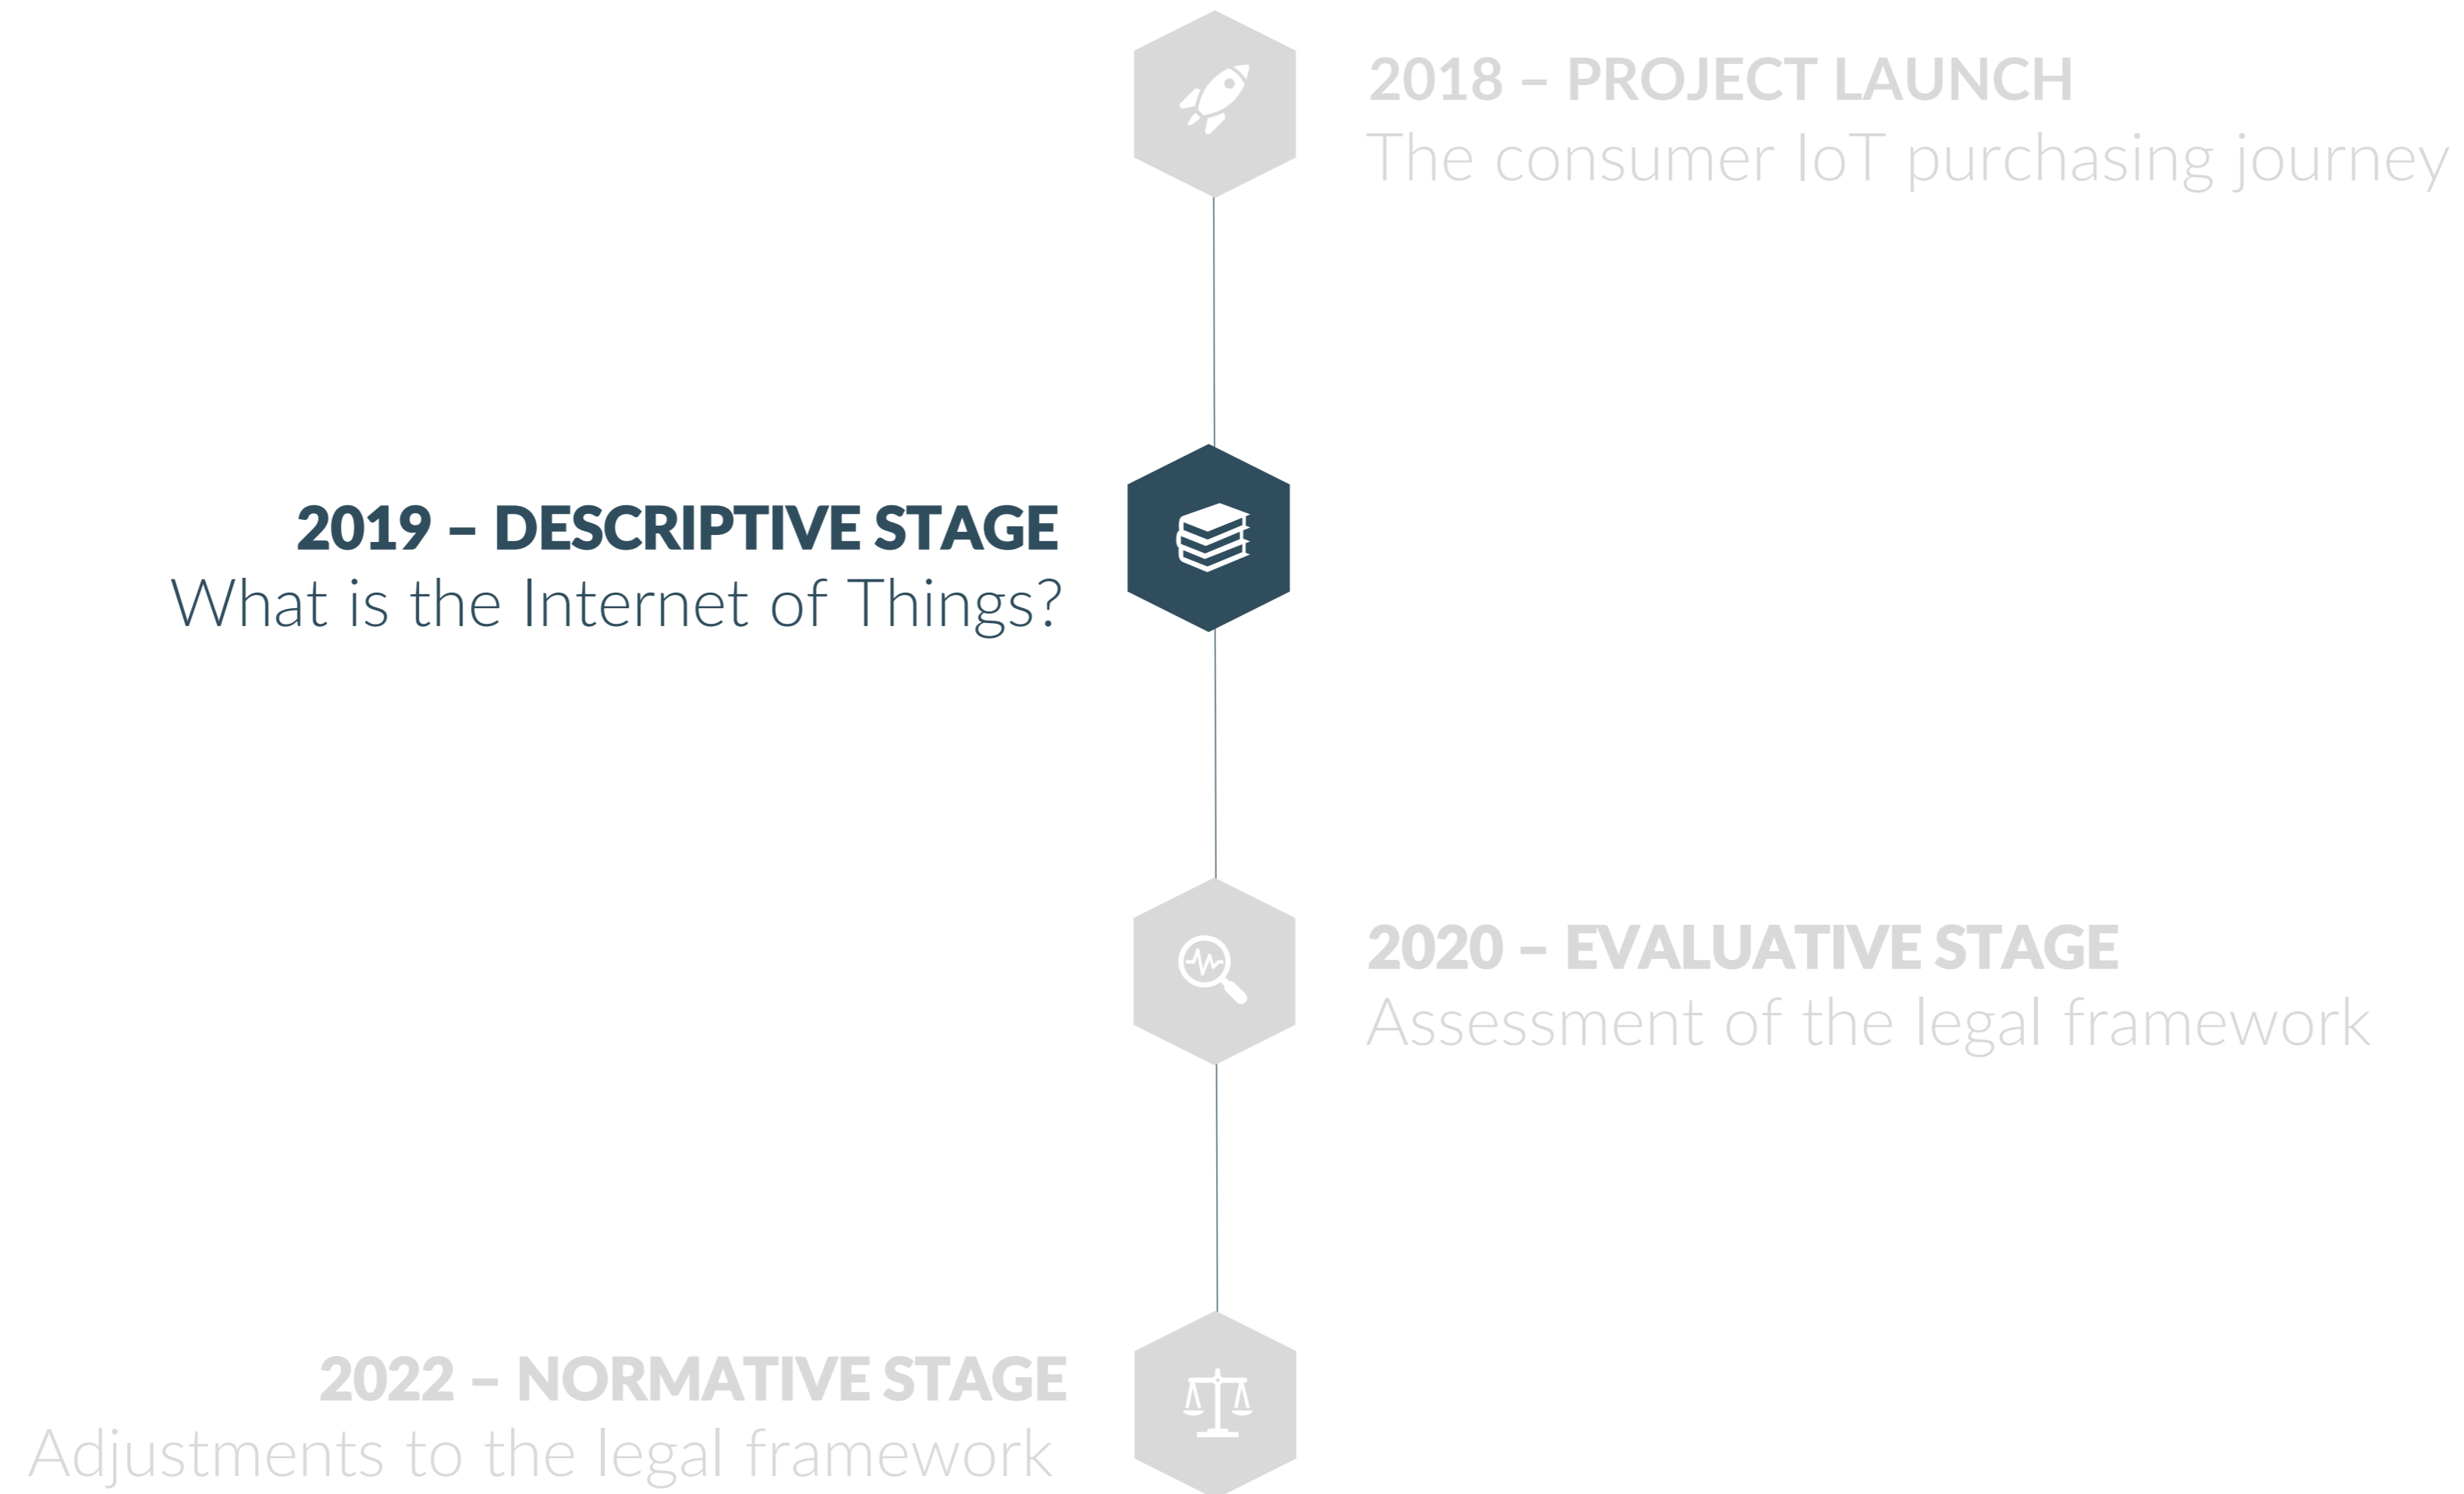 2018 – PROJECT LAUNCH
The consumer IoT purchasing journey
2019 – DESCRIPTIVE STAGE
What is the Internet of Things?
2020 – EVALUATIVE STAGE
Assessment of the legal framework
2022 – NORMATIVE STAGE
Adjustments to the legal framework